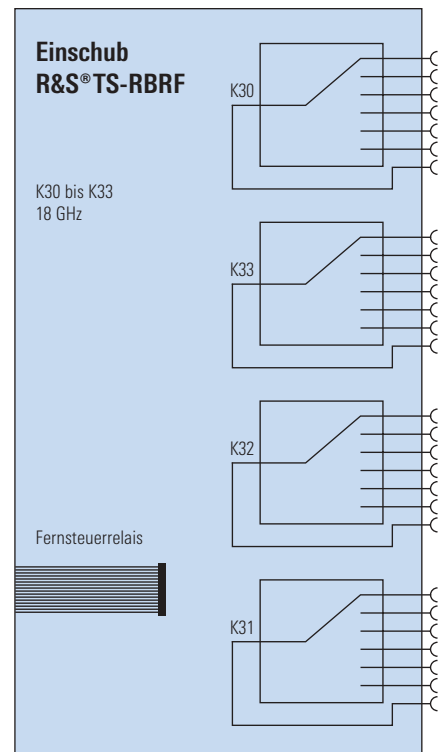 Einschub
R&S® TS-RBRF
K30
K30 bis K33
18 GHz
K33
K32
Fernsteuerrelais
K31